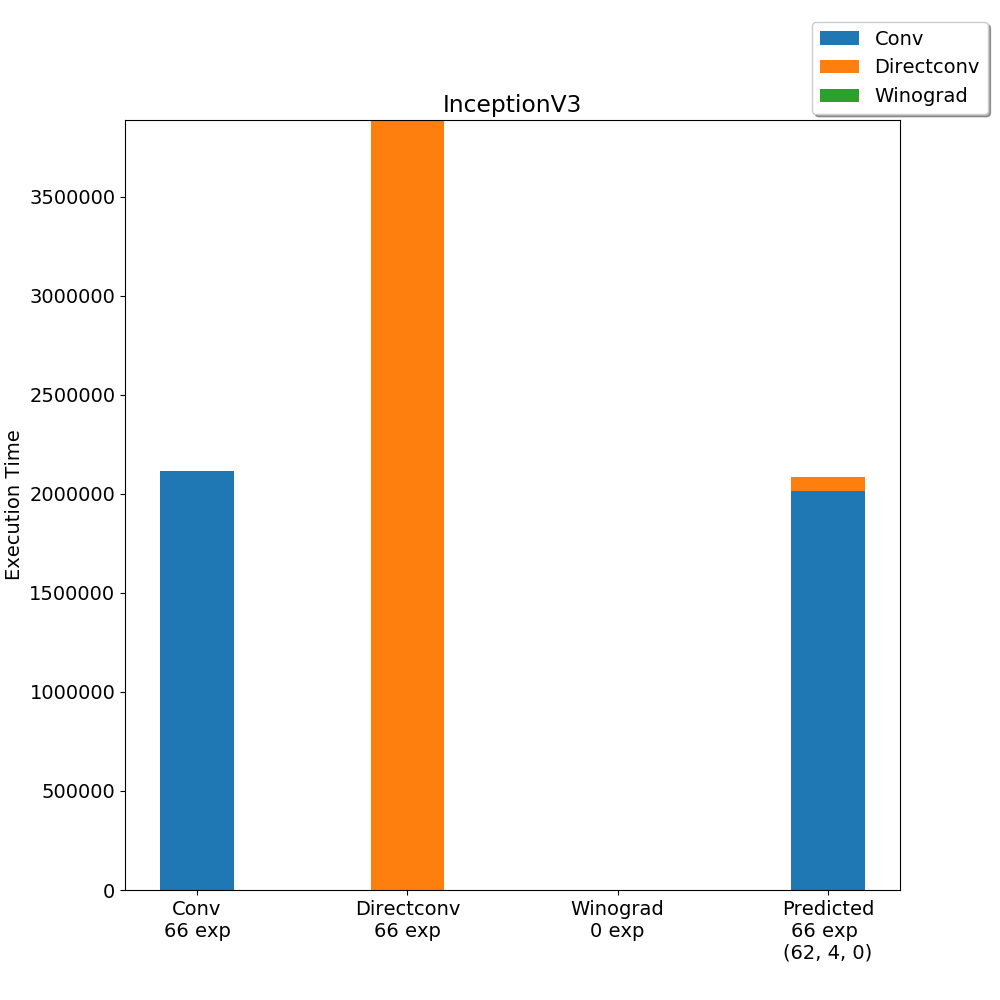 Conv
Directconv
Winograd
InceptionV3
Execution Time
3500000
3000000
2500000
2000000
1500000
1000000
500000
0
Conv
66 exp
Directconv
66 exp
Winograd
0 exp
Predicted
66 exp
(62, 4, 0)